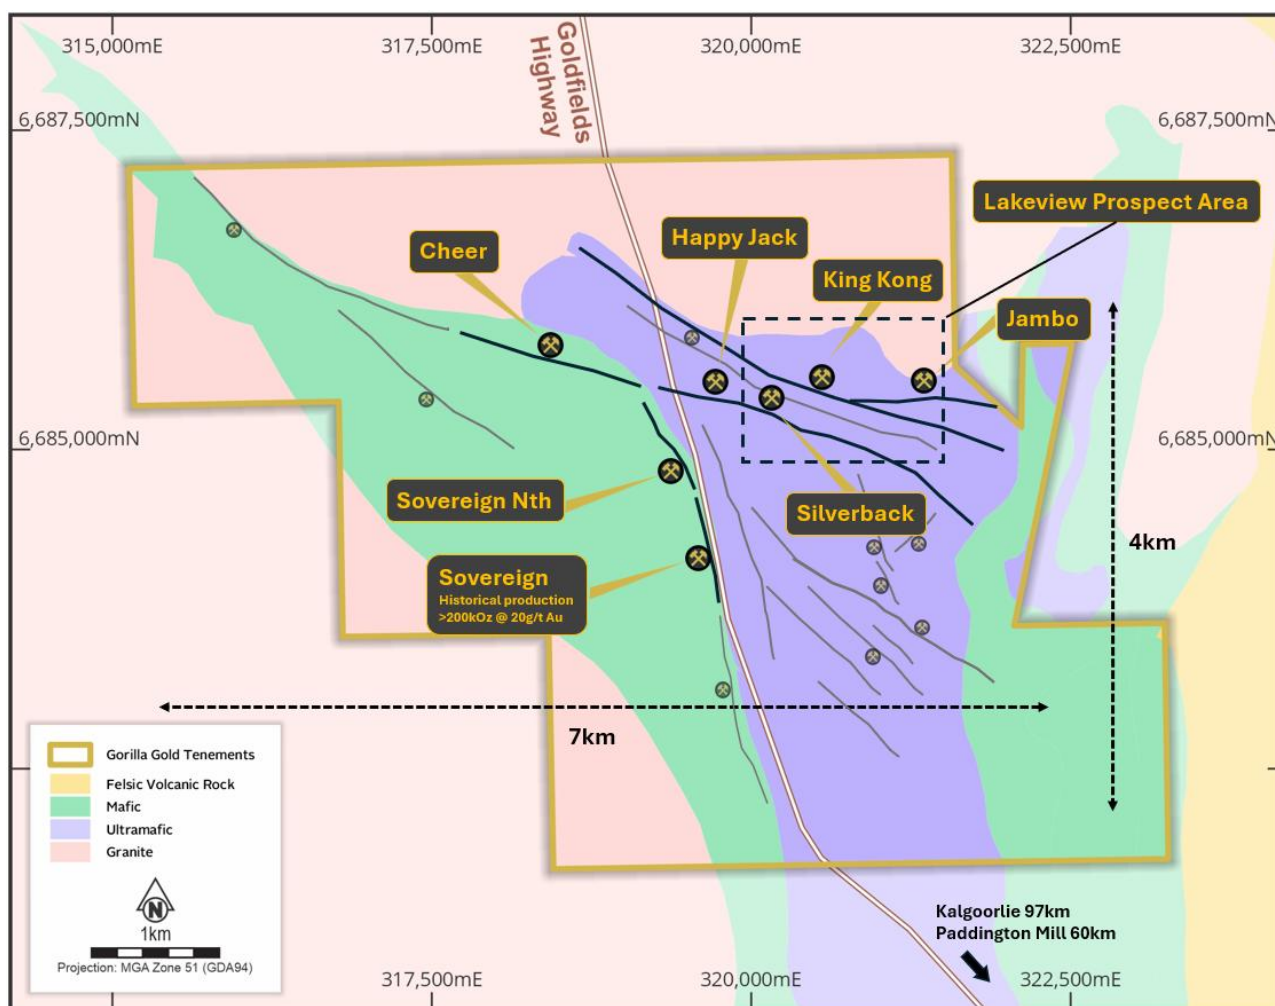 315,000mE
317,500mE
320,000mE
322,500mE
Goldfields
Highway
6,687,500mN
6,687,500mN
Lakeview Prospect Area
Happy Jack
Cheer
King Kong
Jambo
6,685,000mN
6,685,000mN
Sovereign Nth
Silverback
4km
Sovereign
Historical production
>200kOz @ 20g/t Au
7km
Gorilla Gold Tenements
Felsic Volcanic Rock
Mafic
Ultramafic
Granite
N
1km
Projection: MGA Zone 51 (GDA94)
Kalgoorlie 97km
Paddington Mill 60km
317,500mE
320,000mE
322,500mE